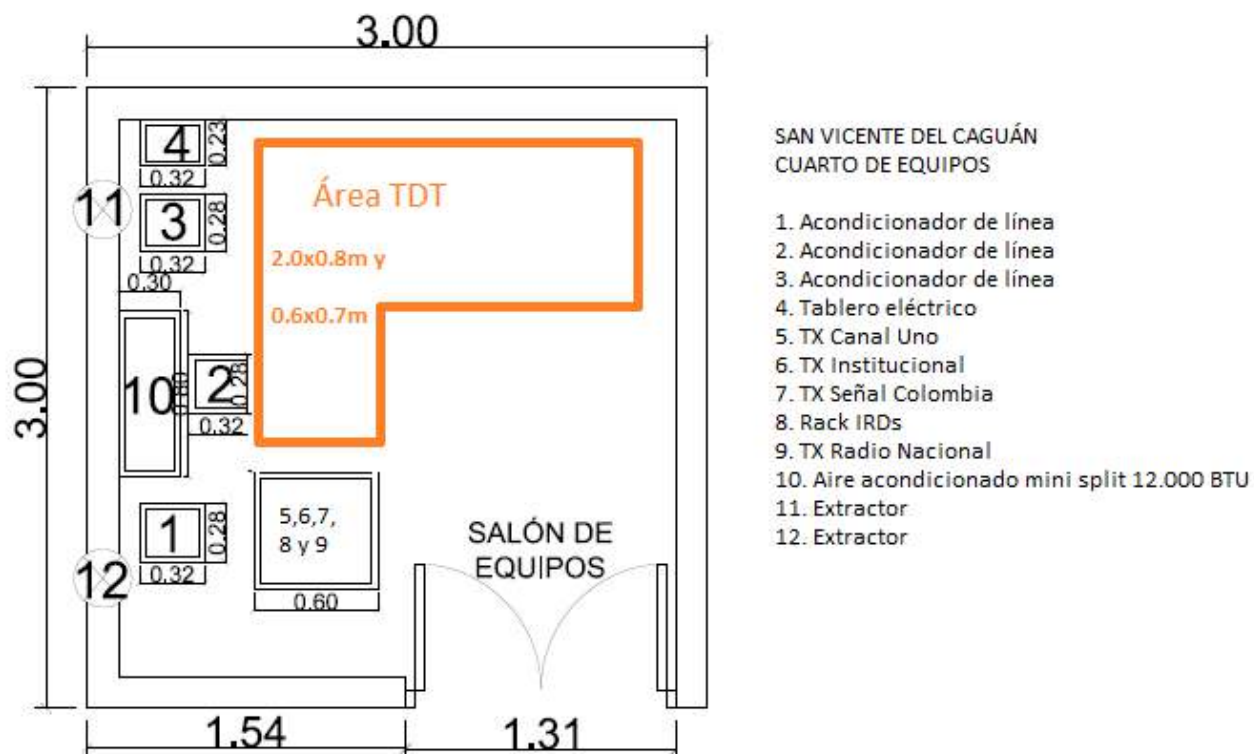 3.00
4
0.23
0.32
11
3
0.28
0.32
0.30
Área TDT
2.0x0.8m y
0.6x0.7m
3.00
10
0.80
2
0.28
0.32
1
0.28
0.32
12
5,6,7,
8 y 9
0.60
SALÓN DE
EQUIPOS
1.54
1.31
SAN VICENTE DEL CAGUÁN
CUARTO DE EQUIPOS
1. Acondicionador de línea
2. Acondicionador de línea
3. Acondicionador de línea
4. Tablero eléctrico
5. TX Canal Uno
6. TX Institucional
7. TX Señal Colombia
8. Rack IRDs
9. TX Radio Nacional
10. Aire acondicionado mini split 12.000 BTU
11. Extractor
12. Extractor